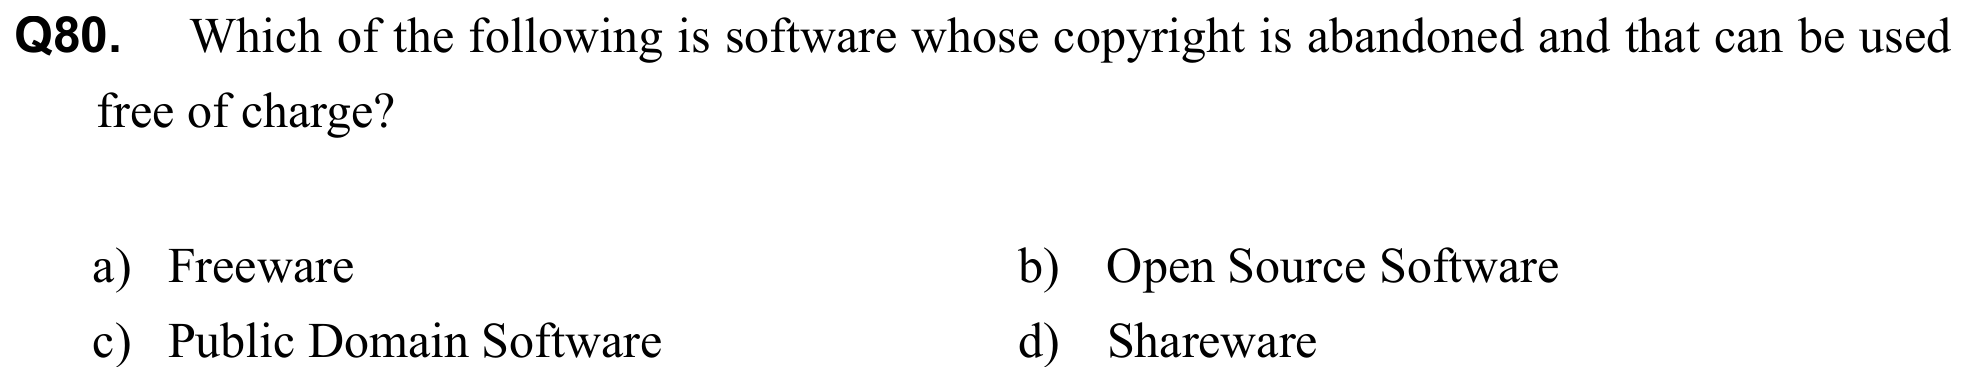 Q80. Which of the following is software whose copyright is abandoned and that can be used
free of charge?
a) Freeware b) Open Source Software
c) Public Domain Software d) Shareware